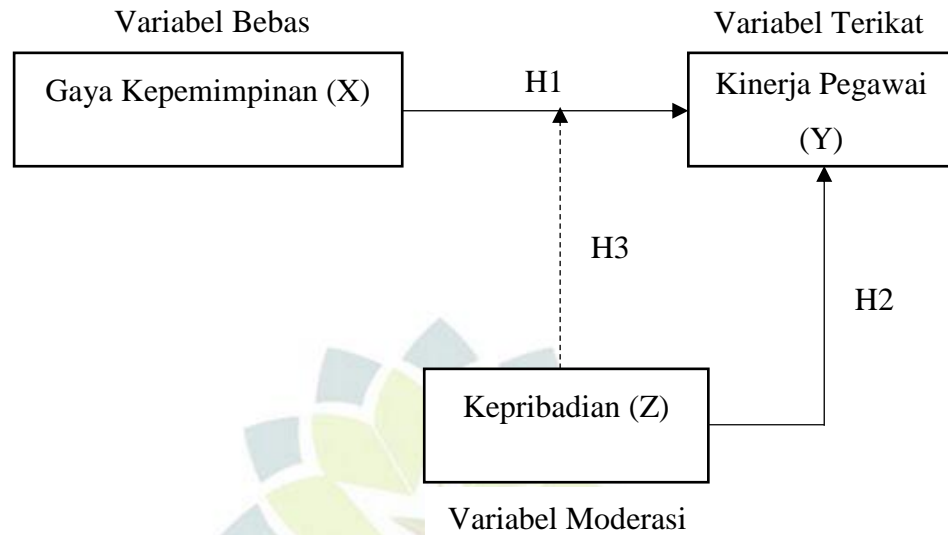 Variabel Bebas
Variabel Terikat
Gaya Kepemimpinan (X)
H1
Kinerja Pegawai
(Y)
H3
H2
Kepribadian (Z)
Variabel Moderasi